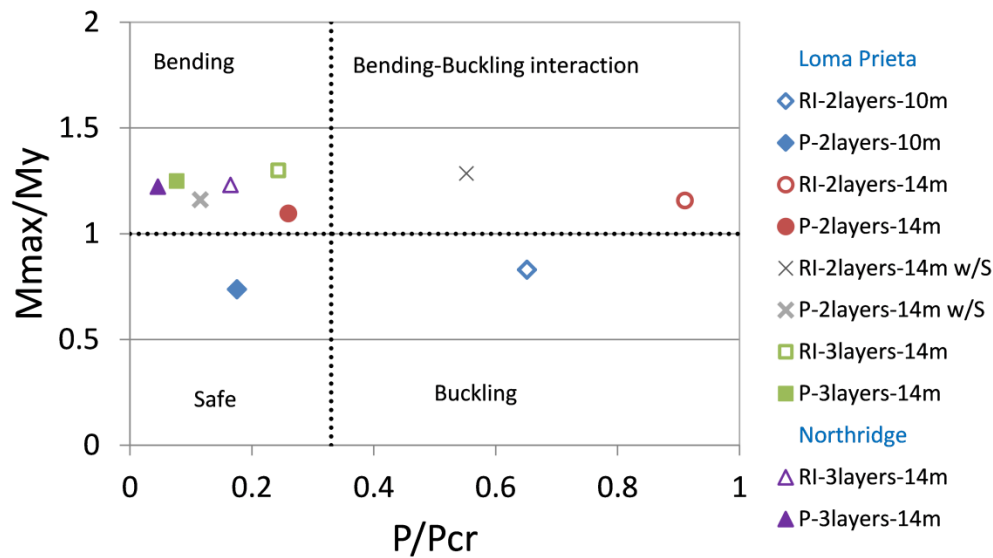 2
Bending
Bending-Buckling interaction
1.5
1
0.5
Safe
Buckling
0
0
0.2
0.4
0.6
0.8
1
Mmax/My
P/Pcr
Loma Prieta
RI-2layers-10m
P-2layers-10m
RI-2layers-14m
P-2layers-14m
RI-2layers-14m w/S
P-2layers-14m w/S
RI-3layers-14m
P-3layers-14m
Northridge
RI-3layers-14m
P-3layers-14m